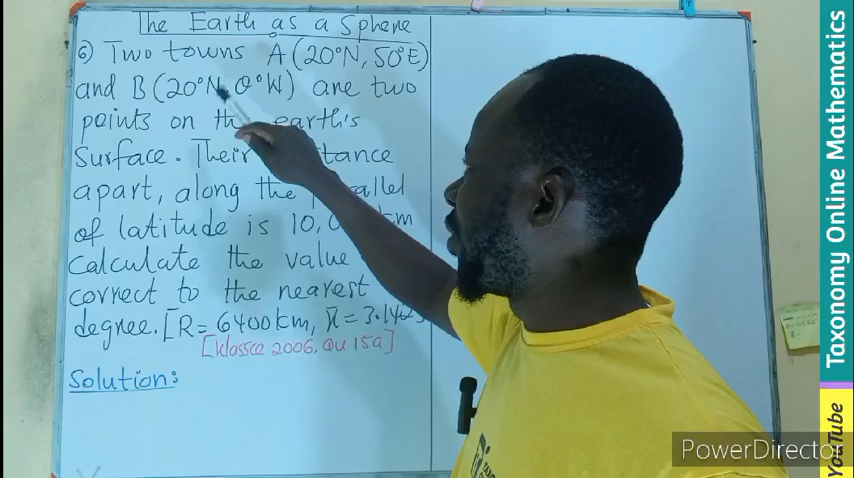 The Earth as a Sphere
6) Two towns A (20°N, 50°E)
and B (20°N, θ°W) are two
points on the earth's
Surface. Their
apart, along the
of latitude is 10,0 km
Calculate the value
correct to the nearest
degree. [R = 6400km, π = 3.142]
[Wassce 2006. Qu 15a]
Solution:
Taxonomy Online Mathematics
YouTube
PowerDirector